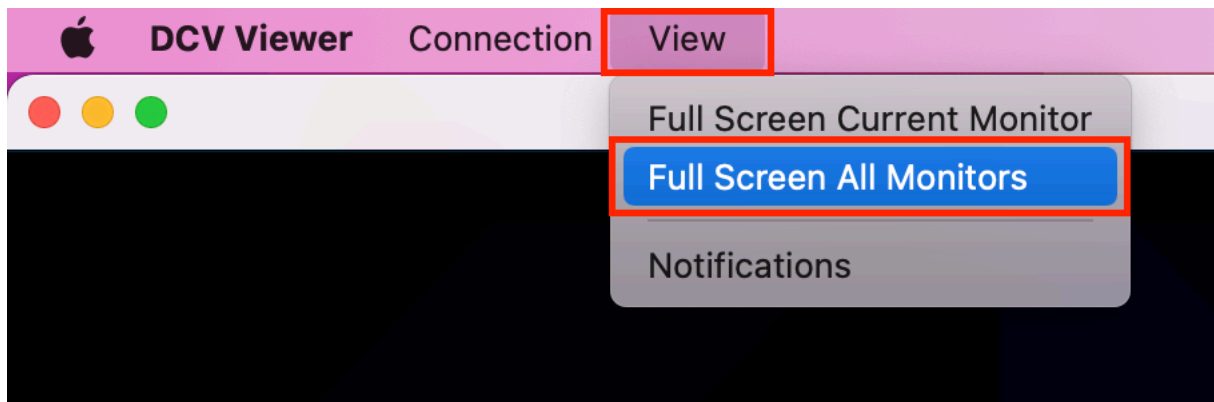 DCV Viewer Connection View
Full Screen Current Monitor
Full Screen All Monitors
Notifications